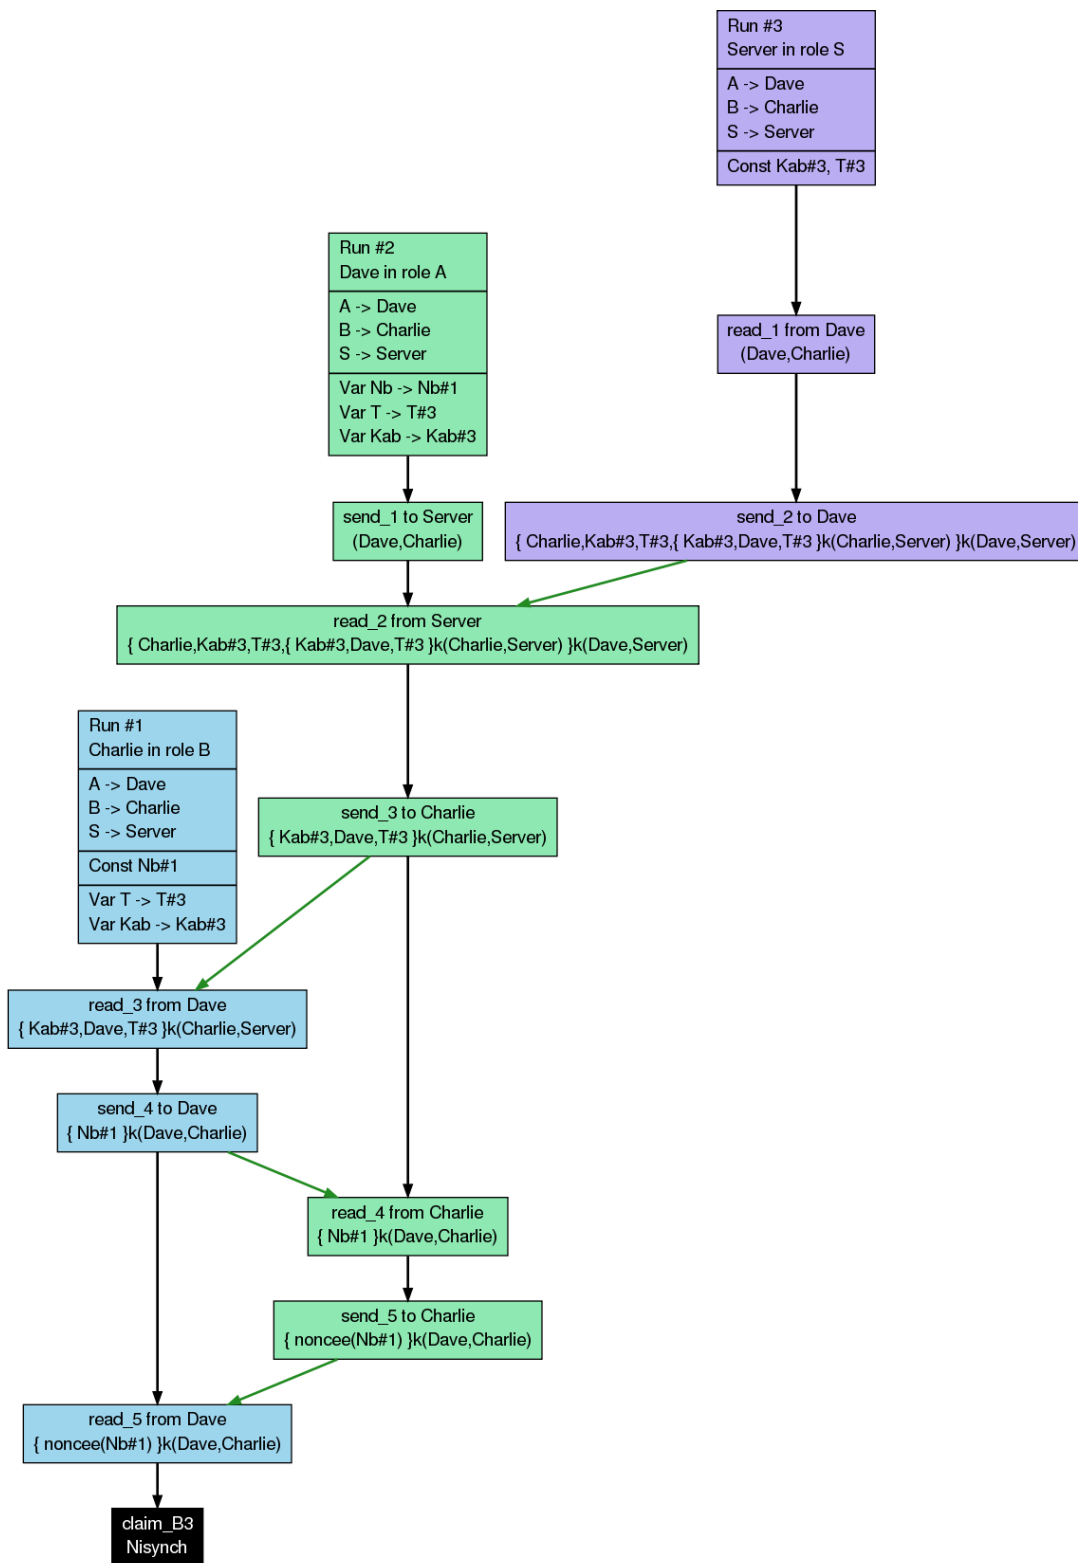 Run #3
Server in role S
A -> Dave
B -> Charlie
S -> Server
Const Kab#3, T#3
Run #2
Dave in role A
A -> Dave
B -> Charlie
S -> Server
Var Nb -> Nb#1
Var T -> T#3
Var Kab -> Kab#3
read_1 from Dave
(Dave,Charlie)
send_1 to Server
(Dave,Charlie)
send_2 to Dave
{ Charlie,Kab#3,T#3,{ Kab#3,Dave,T#3 }k(Charlie,Server) }k(Dave,Server)
read_2 from Server
{ Charlie,Kab#3,T#3,{ Kab#3,Dave,T#3 }k(Charlie,Server) }k(Dave,Server)
Run #1
Charlie in role B
A -> Dave
B -> Charlie
S -> Server
Const Nb#1
Var T -> T#3
Var Kab -> Kab#3
send_3 to Charlie
{ Kab#3,Dave,T#3 }k(Charlie,Server)
read_3 from Dave
{ Kab#3,Dave,T#3 }k(Charlie,Server)
send_4 to Dave
{ Nb#1 }k(Dave,Charlie)
read_4 from Charlie
{ Nb#1 }k(Dave,Charlie)
send_5 to Charlie
{ noncee(Nb#1) }k(Dave,Charlie)
read_5 from Dave
{ noncee(Nb#1) }k(Dave,Charlie)
claim_B3
Nisynch